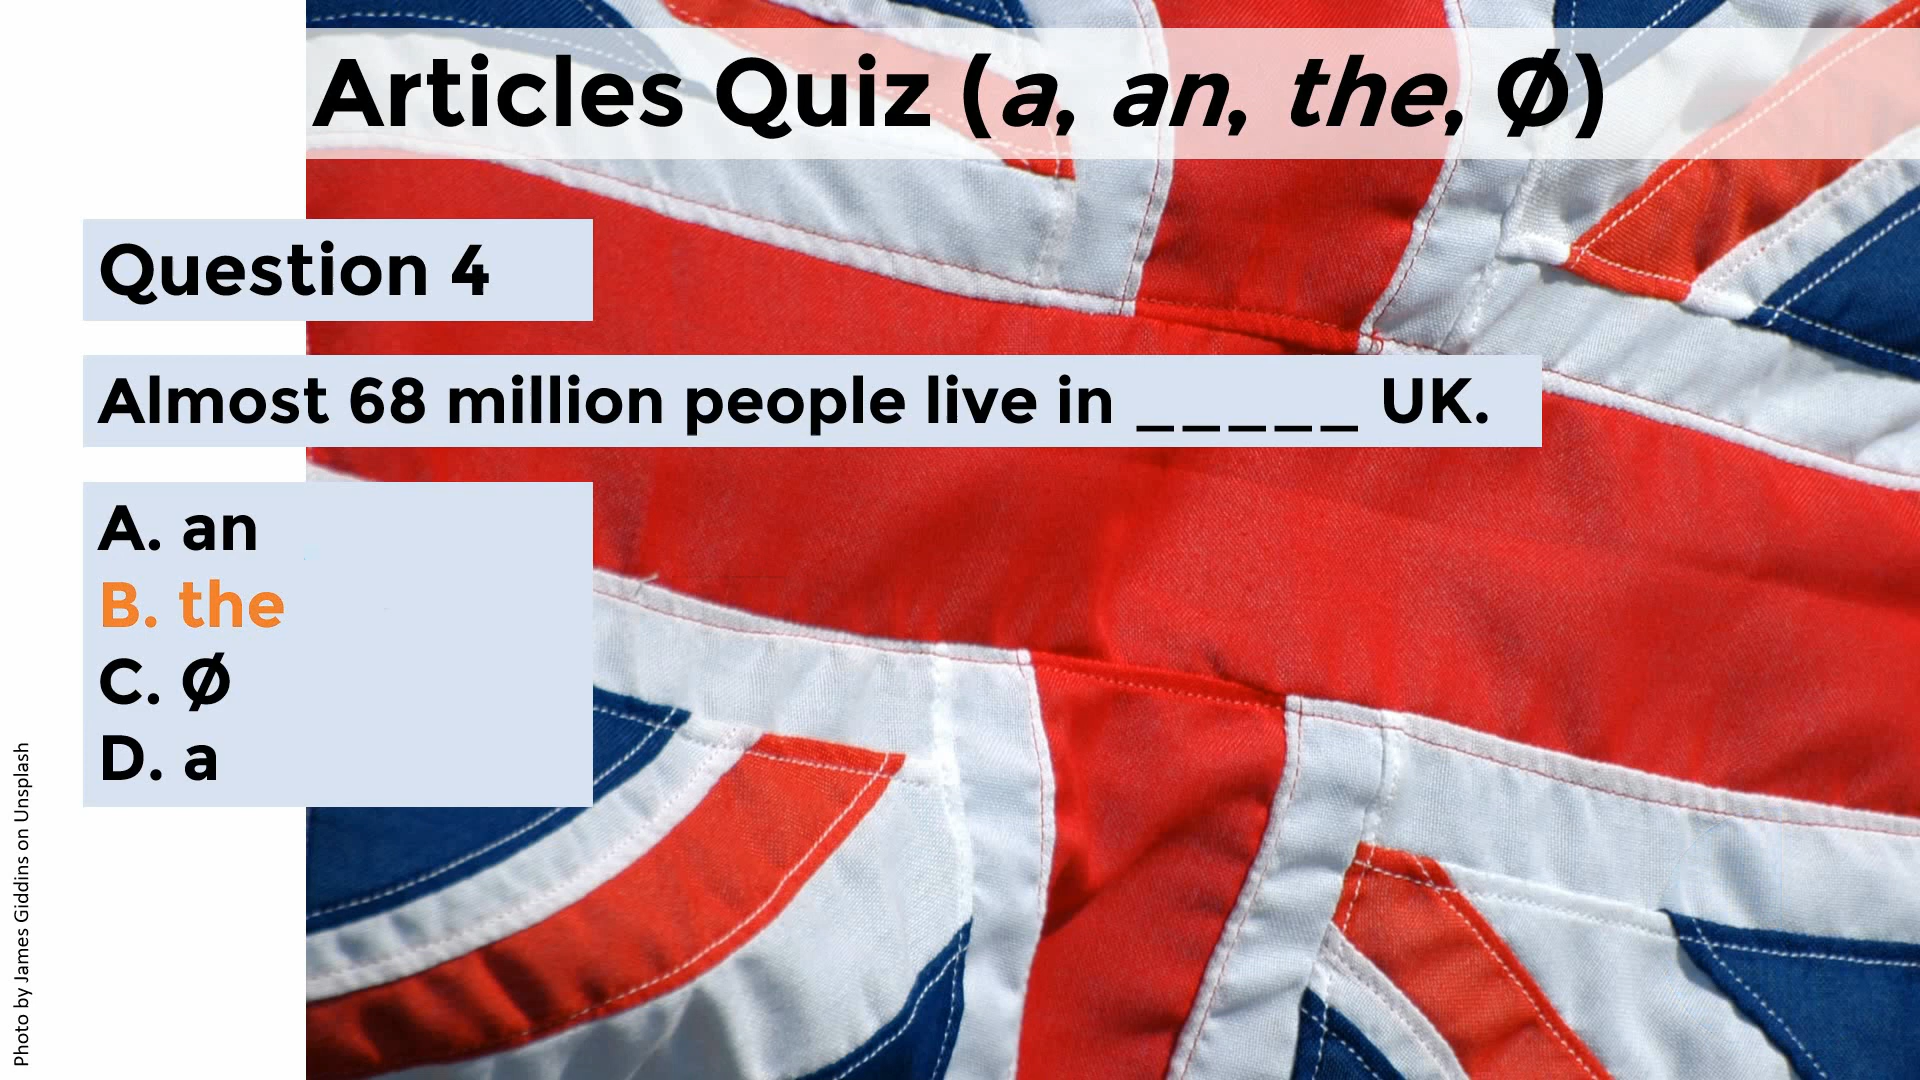 Articles Quiz (a, an, the, Ø)
Question 4
Almost 68 million people live in _____ UK.
A. an
B. the
C. Ø
D. a
Photo by James Giddins on Unsplash